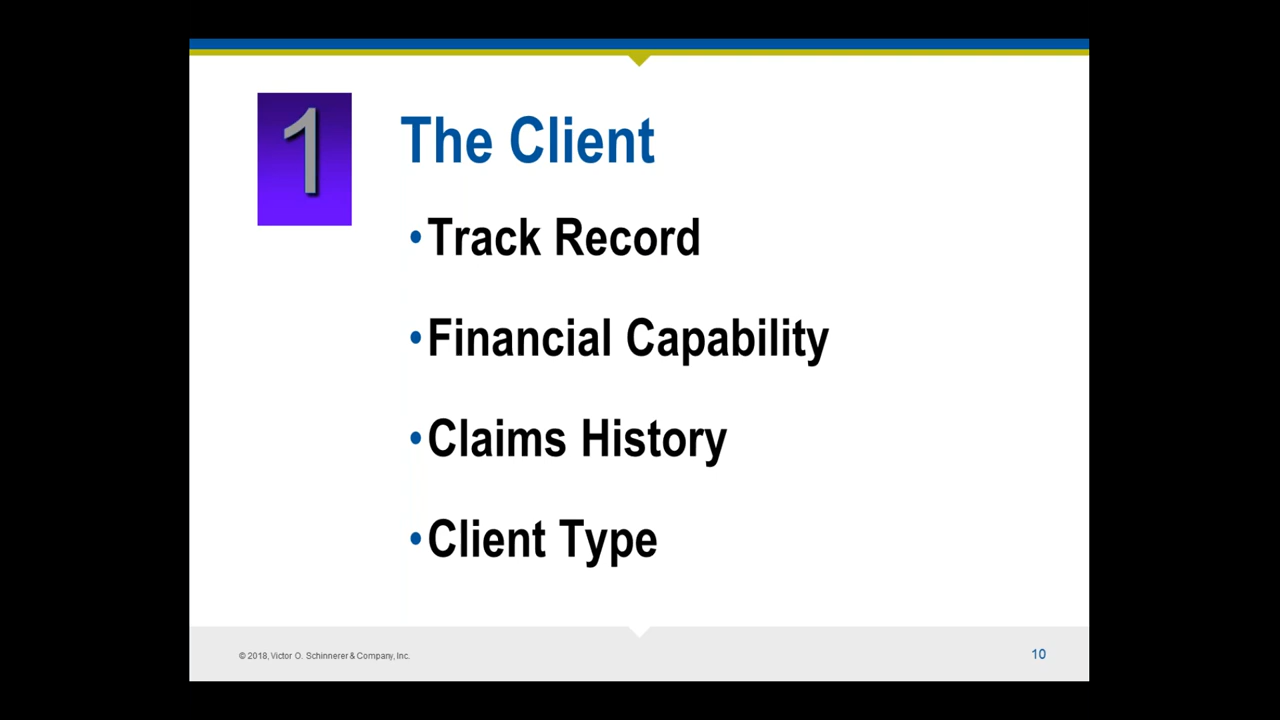 1
The Client
•Track Record
•Financial Capability
•Claims History
•Client Type
© 2018, Victor O. Schinnerer & Company, Inc.
10